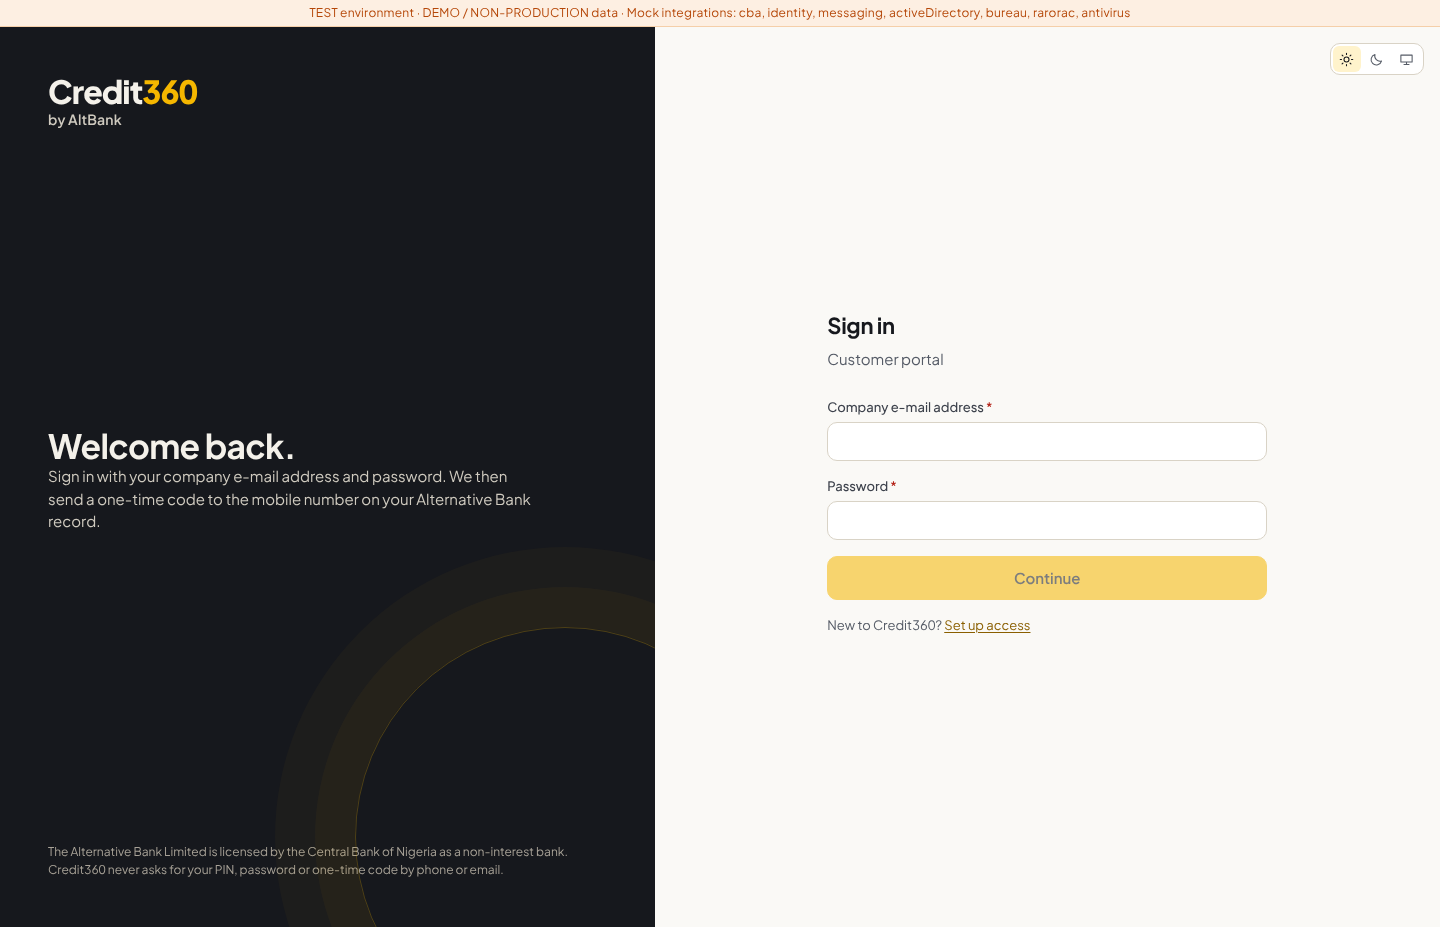 TEST environment · DEMO / NON-PRODUCTION data · Mock integrations: cba, identity, messaging, activeDirectory, bureau, rarorac, antivirus
Credit360
by AltBank
Welcome back.
Sign in with your company e-mail address and password. We then
send a one-time code to the mobile number on your Alternative Bank
record.
The Alternative Bank Limited is licensed by the Central Bank of Nigeria as a non-interest bank.
Credit360 never asks for your PIN, password or one-time code by phone or email.
Sign in
Customer portal
Company e-mail address *
Password *
Continue
New to Credit360? Set up access